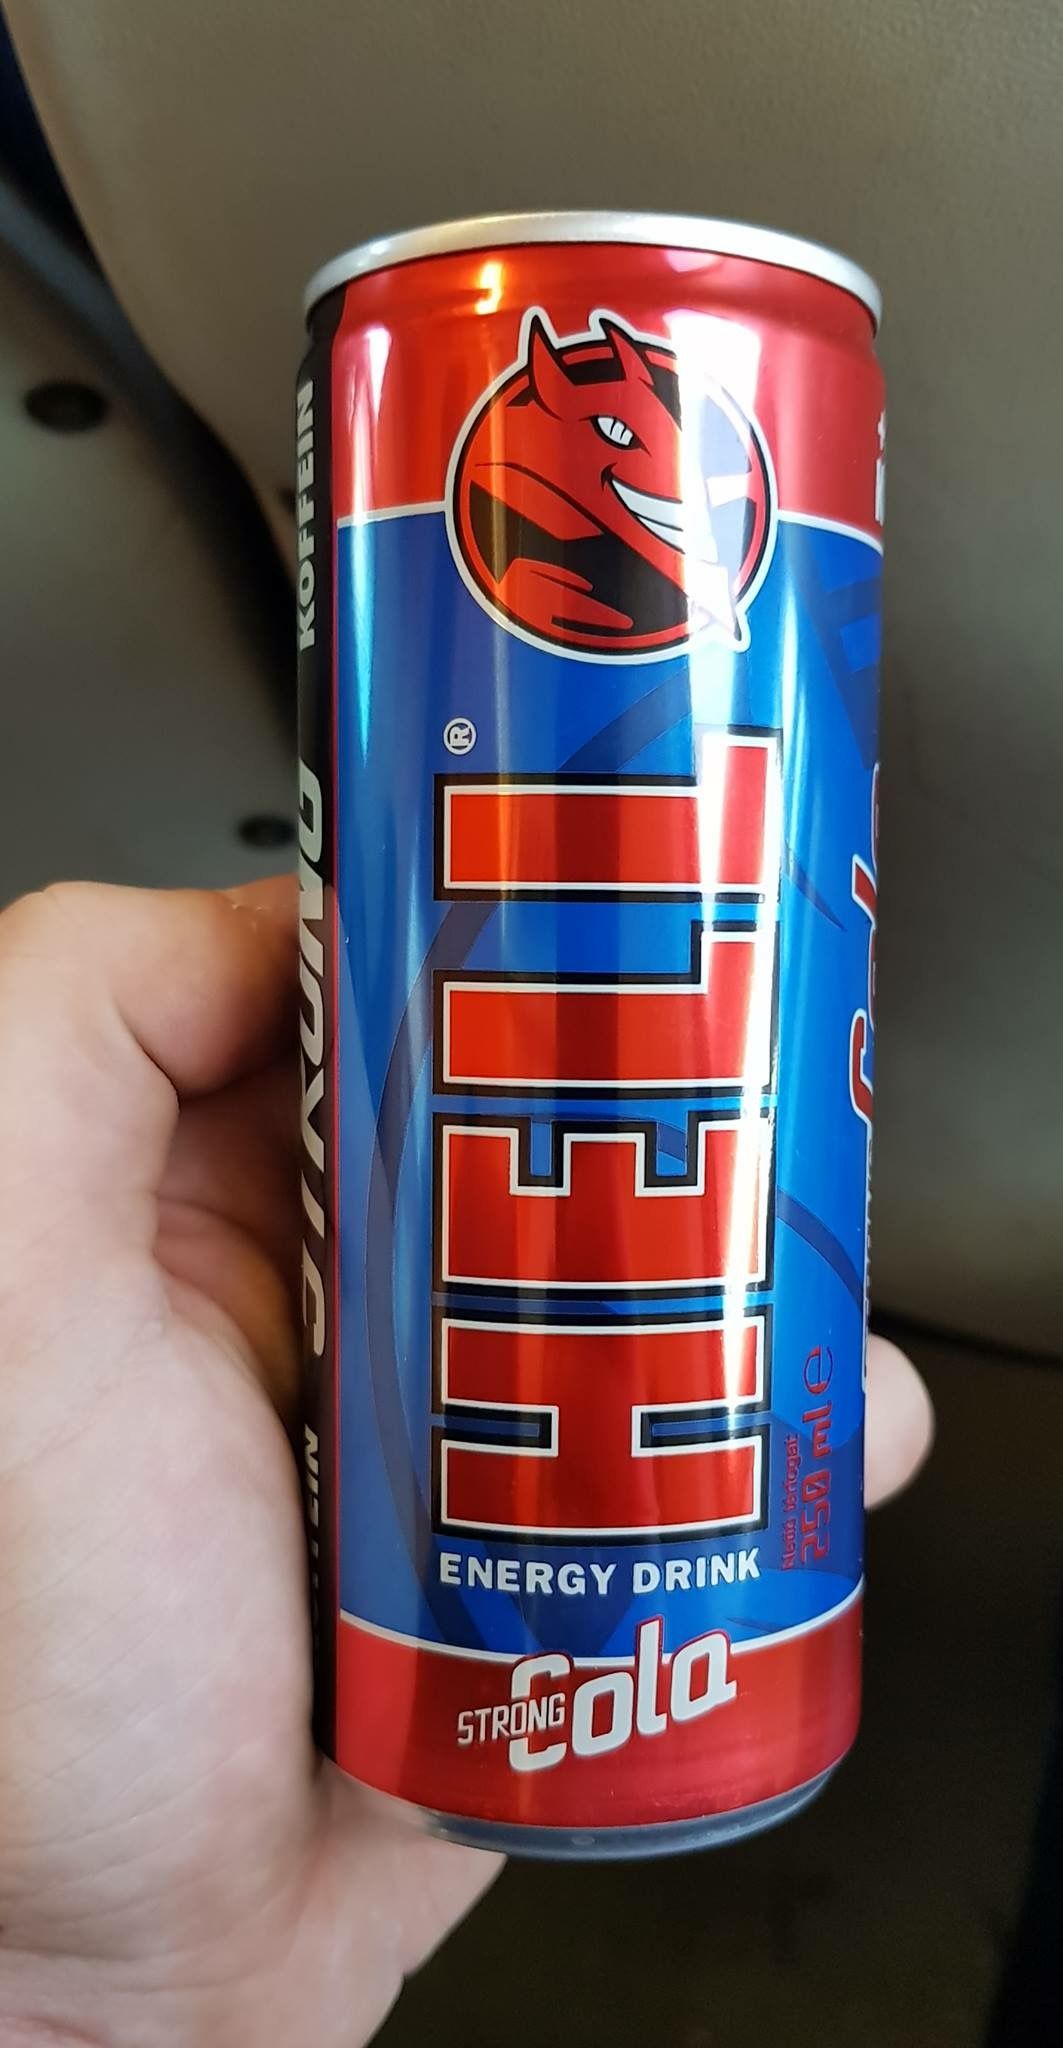 HELL®
ENERGY DRINK
STRONG Cola
Nettó térfogat:
250 ml e
STRONG
KOFFEIN